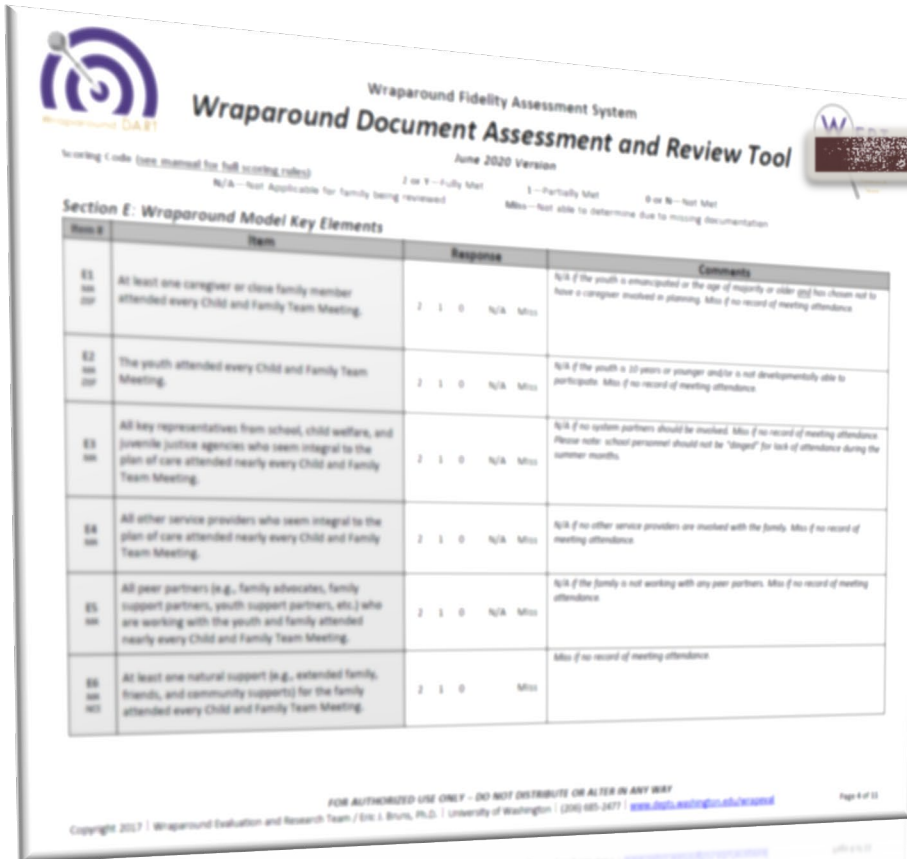 Wraparound DART
Wraparound Fidelity Assessment System
Wraparound Document Assessment and Review Tool
June 2020 Version
Scoring Code (see manual for full scoring rules)
2 or Y—Fully Met
1—Partially Met
0 or N—Not Met
N/A—Not Applicable for family being reviewed
Miss—Not able to determine due to missing documentation
Section E: Wraparound Model Key Elements
Item #
Item
Response
Comments
E1
At least one caregiver or close family member
attended every Child and Family Team Meeting.
2 1 0 N/A Miss
N/A if the youth is emancipated or the age of majority or older and has chosen not to
have a caregiver involved in planning. Miss if no record of meeting attendance.
E2
The youth attended every Child and Family Team
Meeting.
2 1 0 N/A Miss
N/A if the youth is 10 years or younger and/or is not developmentally able to
participate. Miss if no record of meeting attendance.
E3
All key representatives from school, child welfare, and
juvenile justice agencies who seem integral to the
plan of care attended nearly every Child and Family
Team Meeting.
2 1 0 N/A Miss
N/A if no system partners should be involved. Miss if no record of meeting attendance.
Please note: school personnel should not be "dinged" for lack of attendance during the
summer months.
E4
All other service providers who seem integral to the
plan of care attended nearly every Child and Family
Team Meeting.
2 1 0 N/A Miss
N/A if no other service providers are involved with the family. Miss if no record of
meeting attendance.
E5
All peer partners (e.g., family advocates, family
support partners, youth support partners, etc.) who
are working with the youth and family attended
nearly every Child and Family Team Meeting.
2 1 0 N/A Miss
N/A if the family is not working with any peer partners. Miss if no record of meeting
attendance.
E6
At least one natural support (e.g., extended family,
friends, and community supports) for the family
attended every Child and Family Team Meeting.
2 1 0 Miss
Miss if no record of meeting attendance.
FOR AUTHORIZED USE ONLY – DO NOT DISTRIBUTE OR ALTER IN ANY WAY
Copyright 2017 | Wraparound Evaluation and Research Team / Eric J. Bruns, Ph.D. | University of Washington | (206) 685-2477 | www.depts.washington.edu/wrapeval
Page 4 of 11